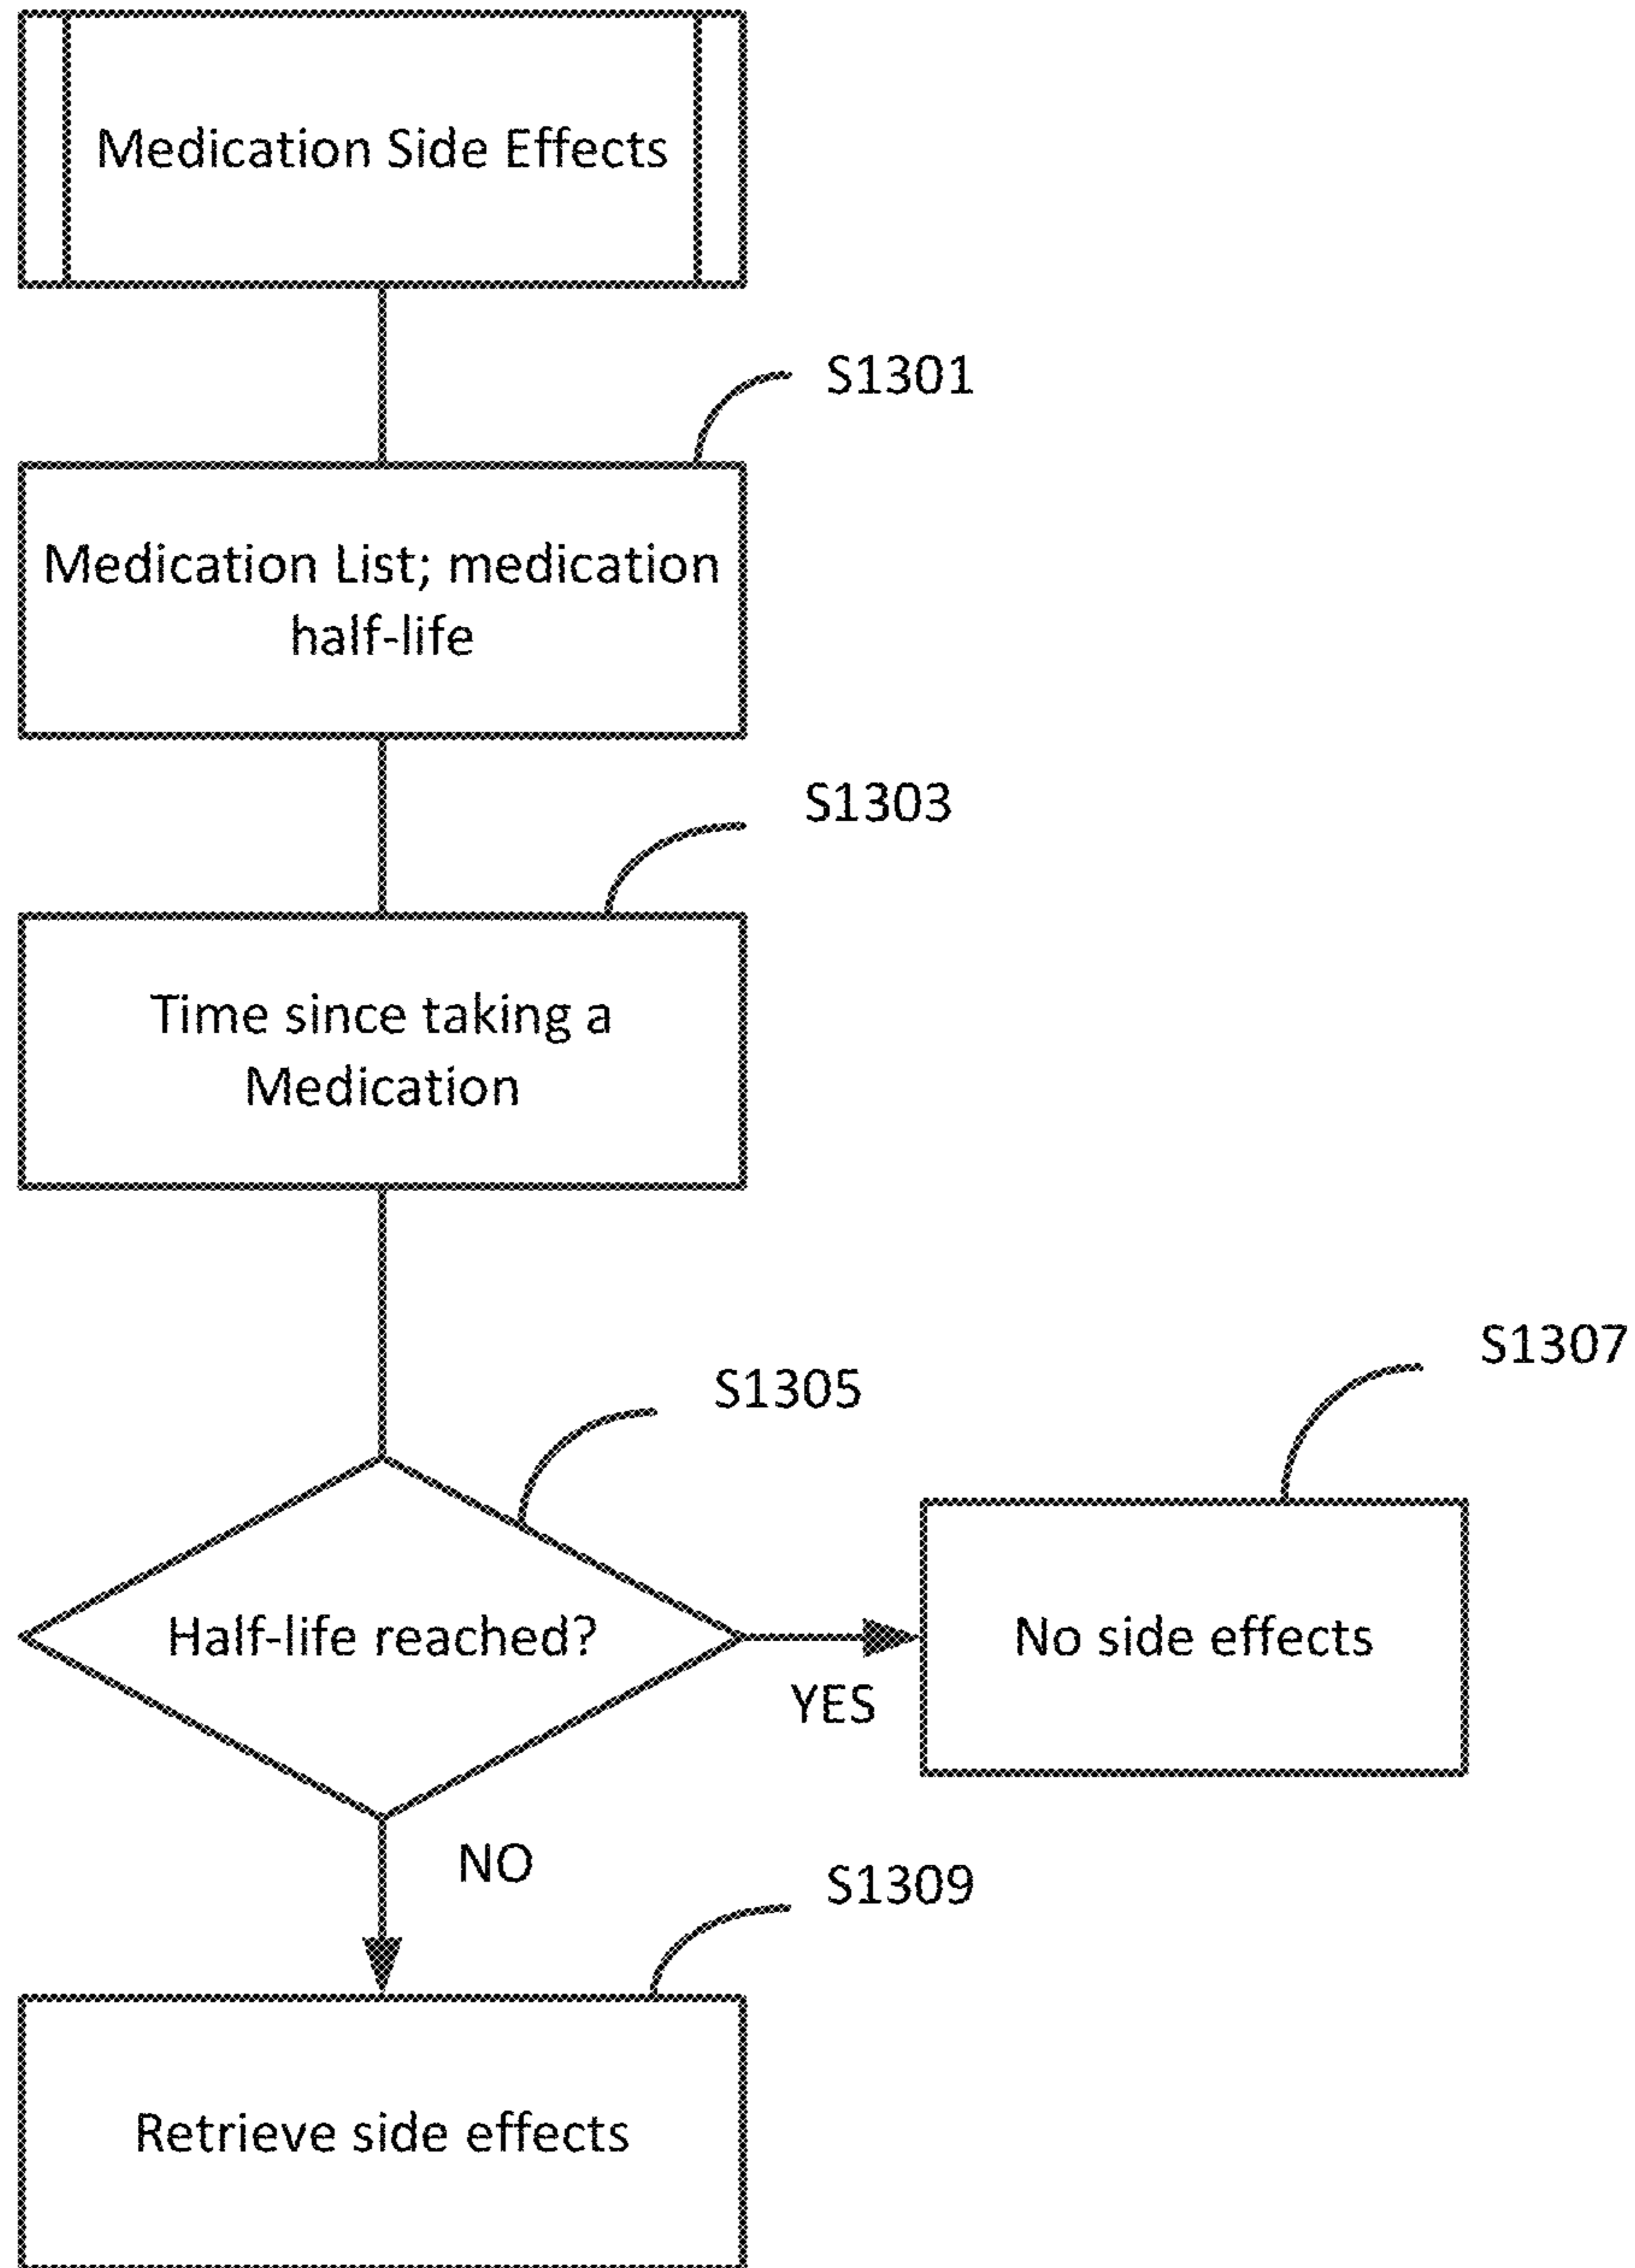 Medication Side Effects
S1301
Medication List; medication
half-life
S1303
Time since taking a
Medication
S1307
S1305
Half-life reached?
YES
No side effects
NO
S1309
Retrieve side effects